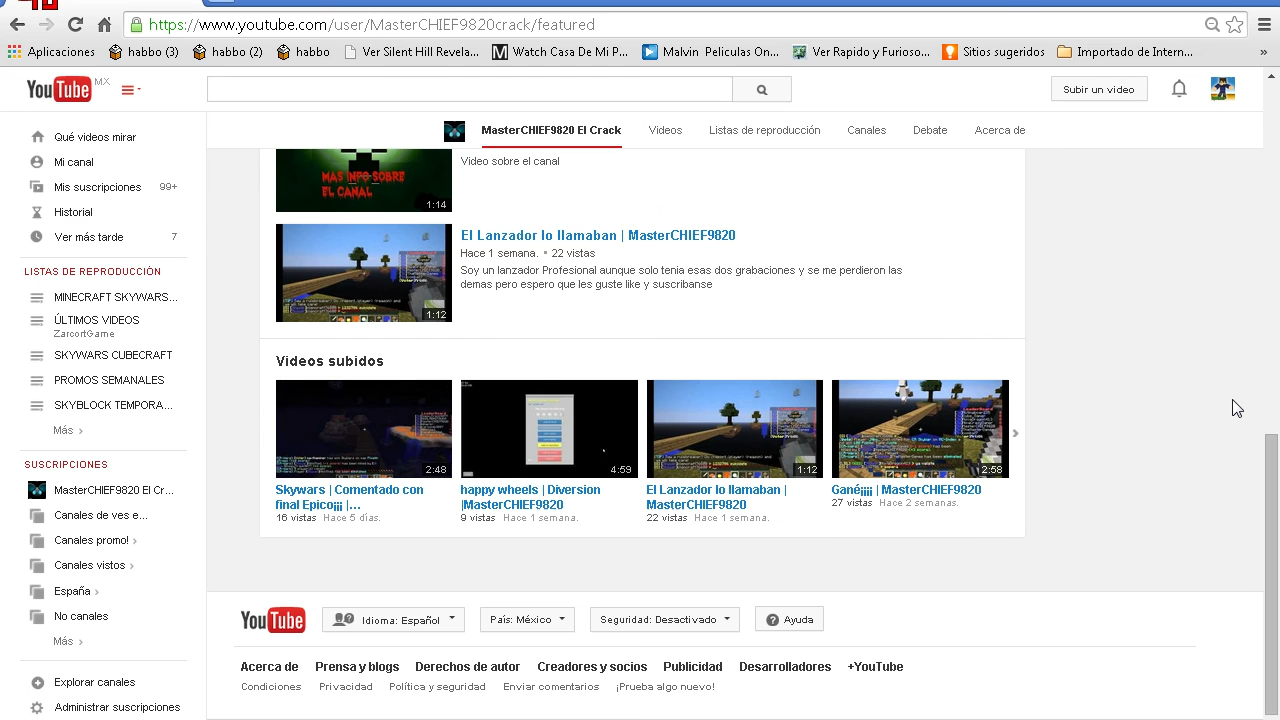 https://www.youtube.com/user/MasterCHIEF9820crack/featured
Aplicaciones habbo (3) habbo (2) habbo Ver Silent Hill Revela... Watch Casa De Mi P... Malvin Peliculas On... Ver Rapido y Furioso... Sitios sugeridos Importado de Intern... »
YouTube MX Subir un video
MasterCHIEF9820 El Crack Videos Listas de reproducción Canales Debate Acerca de
Qué videos mirar
Mi canal
Mis suscripciones 99+
Historial
Ver más tarde 7
LISTAS DE REPRODUCCIÓN
MINECRAFT SKYWARS...
ÚLTIMOS VIDEOS
ZarcortGame
SKYWARS CUBECRAFT
PROMOS SEMANALES
SKYBLOCK TEMPORA...
Más ›
SUSCRIPCIONES
MasterCHIEF9820 El Cr...
Canales de ves e...
Canales promo! ›
Canales vistos ›
España ›
No canales
Más ›
Explorar canales
Administrar suscripciones
MAS INFO SOBRE
EL CANAL
1:14
Video sobre el canal
1:12
El Lanzador lo llamaban | MasterCHIEF9820
Hace 1 semana. • 22 vistas
Soy un lanzador Profesional aunque solo tengo esas dos grabaciones por que perdi en las
demas pero espero que les guste like y suscribanse
Videos subidos
2:48 4:59 1:12 2:58
Skywars | Comentado con
final Epico¡¡¡ |...
16 vistas Hace 5 días.
happy wheels | Diversion
|MasterCHIEF9820
9 vistas Hace 1 semana.
El Lanzador lo llamaban |
MasterCHIEF9820
22 vistas Hace 1 semana.
Gané¡¡¡¡ | MasterCHIEF9820
27 vistas Hace 2 semanas.
YouTube Idioma: Español País: México Seguridad: Desactivado Ayuda
Acerca de Prensa y blogs Derechos de autor Creadores y socios Publicidad Desarrolladores +YouTube
Condiciones Privacidad Política y seguridad Enviar comentarios ¡Prueba algo nuevo!